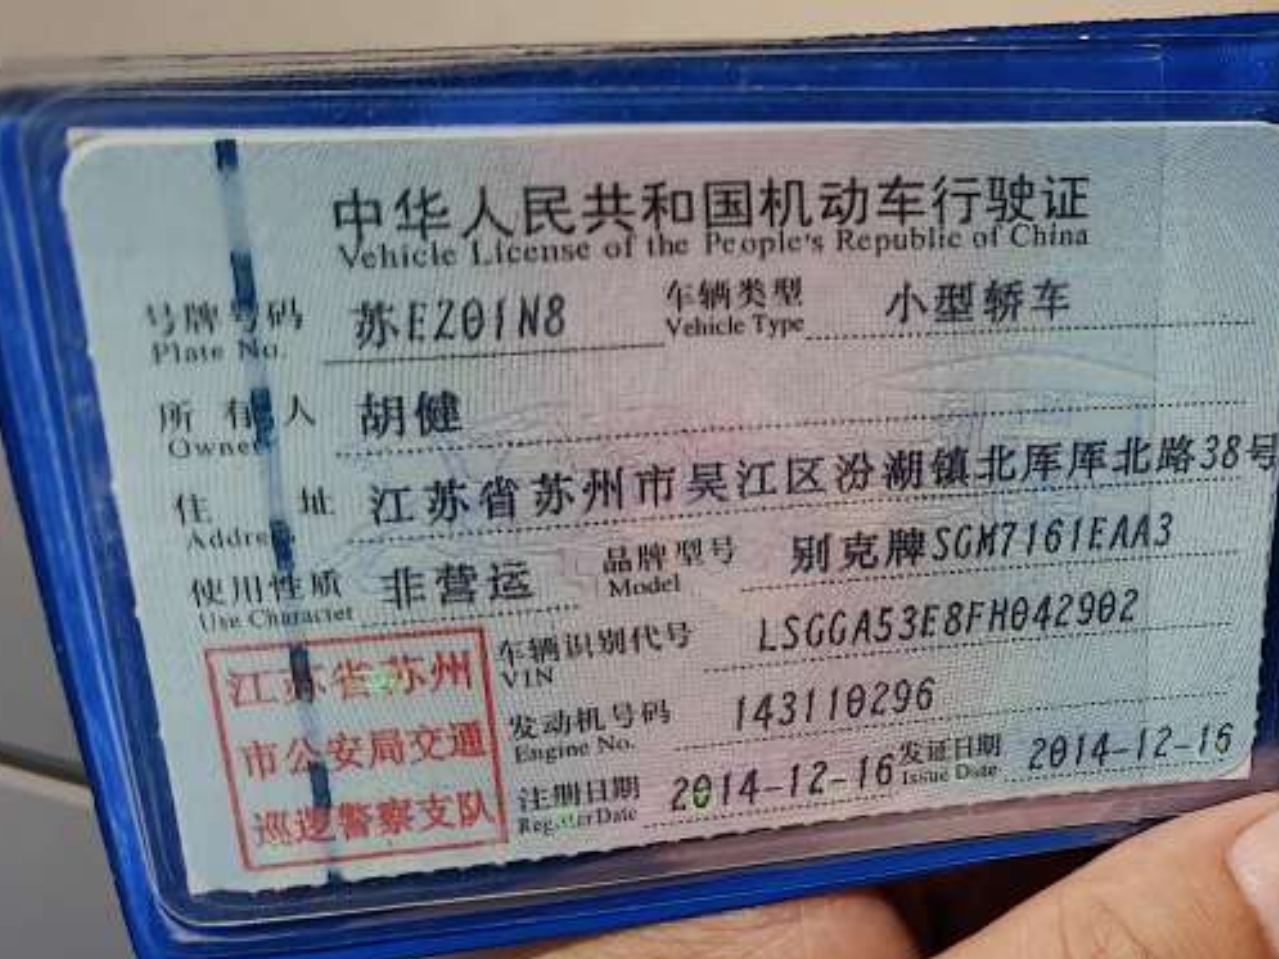 中华人民共和国机动车行驶证
Vehicle License of the People's Republic of China
号牌号码 苏EZ01N8 车辆类型 小型轿车
Plate No. Vehicle Type
所有人 胡健
Owner
住址 江苏省苏州市吴江区汾湖镇北厍厍北路38号
Address
使用性质 非营运 品牌型号 别克牌SGM7161EAA3
Use Character Model
江苏省苏州
市公安局交通
巡逻警察支队
车辆识别代号 LSGGA53E8FH042902
VIN
发动机号码 143110296
Engine No.
注册日期 2014-12-16 发证日期 2014-12-16
Register Date Issue Date